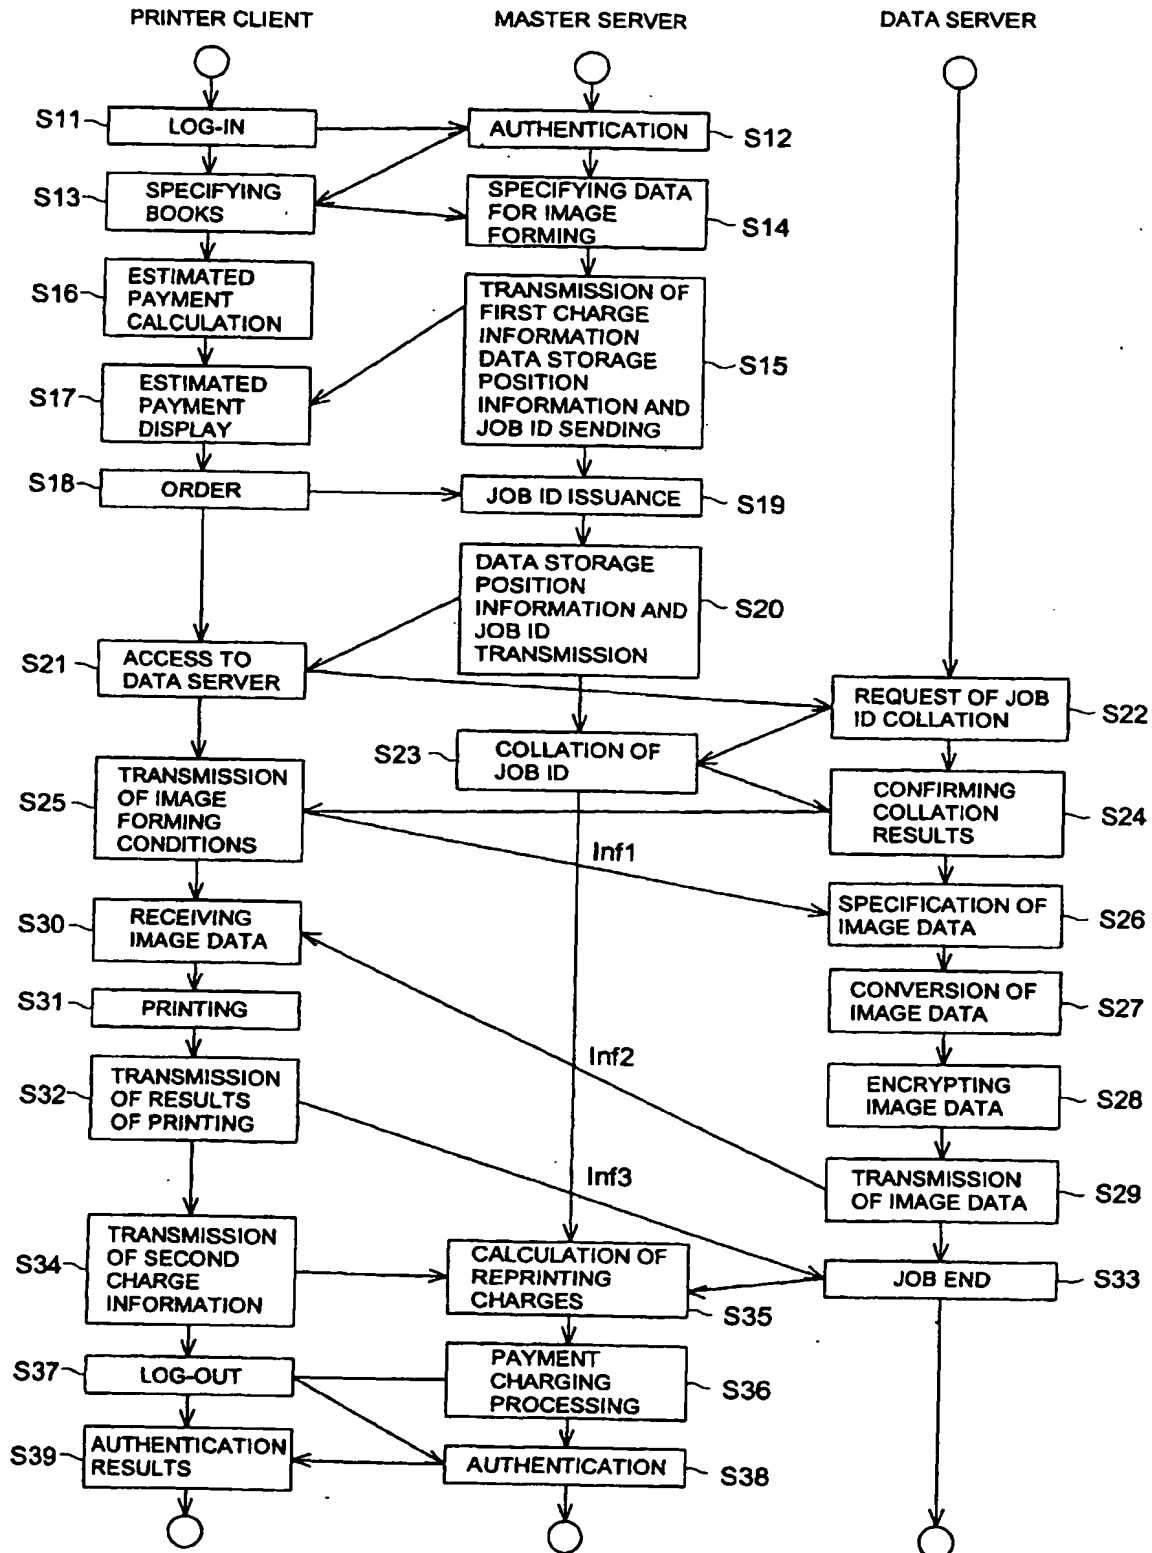 PRINTER CLIENT
MASTER SERVER
DATA SERVER
S11
LOG-IN
AUTHENTICATION
S12
S13
SPECIFYING
BOOKS
SPECIFYING DATA
FOR IMAGE
FORMING
S14
S16
ESTIMATED
PAYMENT
CALCULATION
TRANSMISSION OF
FIRST CHARGE
INFORMATION
DATA STORAGE
POSITION
INFORMATION AND
JOB ID SENDING
S15
S17
ESTIMATED
PAYMENT
DISPLAY
S18
ORDER
JOB ID ISSUANCE
S19
DATA STORAGE
POSITION
INFORMATION AND
JOB ID
TRANSMISSION
S20
S21
ACCESS TO
DATA SERVER
REQUEST OF JOB
ID COLLATION
S22
S23
COLLATION OF
JOB ID
S25
TRANSMISSION
OF IMAGE
FORMING
CONDITIONS
CONFIRMING
COLLATION
RESULTS
S24
Inf1
SPECIFICATION OF
IMAGE DATA
S26
S30
RECEIVING
IMAGE DATA
S31
PRINTING
CONVERSION OF
IMAGE DATA
S27
Inf2
S32
TRANSMISSION
OF RESULTS
OF PRINTING
ENCRYPTING
IMAGE DATA
S28
Inf3
TRANSMISSION
OF IMAGE DATA
S29
S34
TRANSMISSION
OF SECOND
CHARGE
INFORMATION
CALCULATION OF
REPRINTING
CHARGES
S35
JOB END
S33
S37
LOG-OUT
PAYMENT
CHARGING
PROCESSING
S36
S39
AUTHENTICATION
RESULTS
AUTHENTICATION
S38